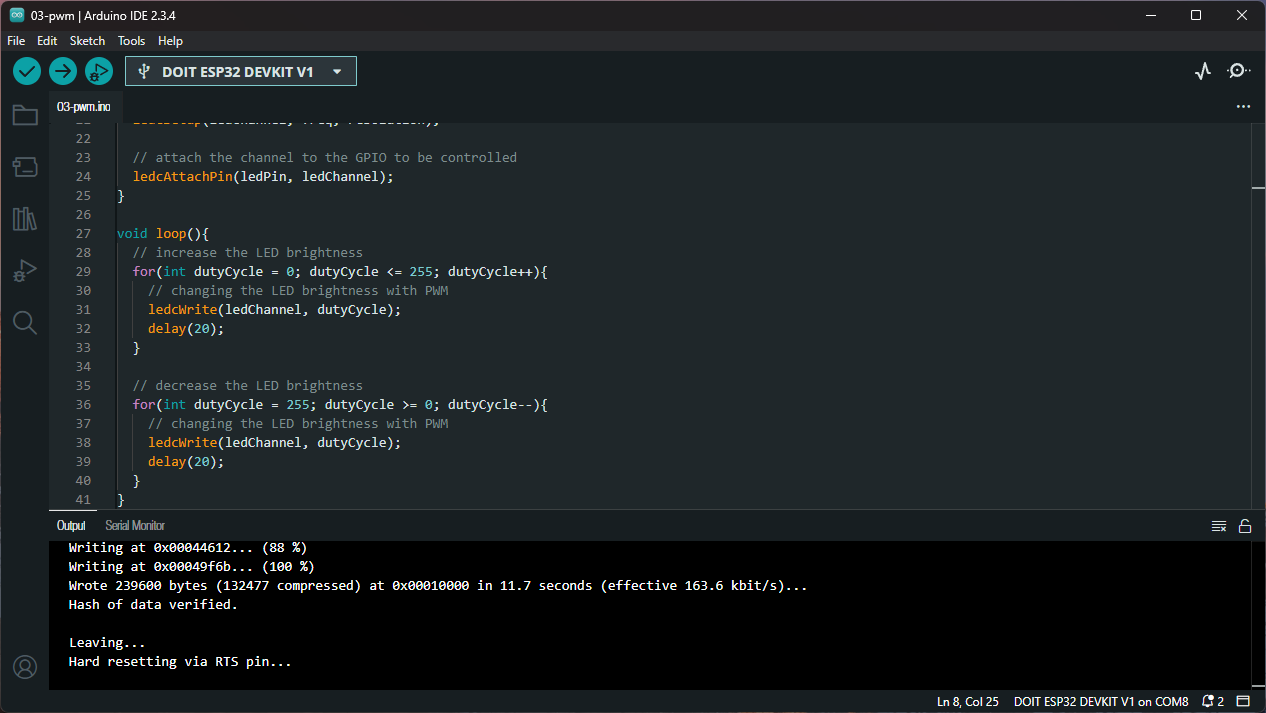 03-pwm | Arduino IDE 2.3.4
File Edit Sketch Tools Help
DOIT ESP32 DEVKIT V1
03-pwm.ino
22
23 // attach the channel to the GPIO to be controlled
24 ledcAttachPin(ledPin, ledChannel);
25 }
26
27 void loop(){
28 // increase the LED brightness
29 for(int dutyCycle = 0; dutyCycle <= 255; dutyCycle++){
30 // changing the LED brightness with PWM
31 ledcWrite(ledChannel, dutyCycle);
32 delay(20);
33 }
34
35 // decrease the LED brightness
36 for(int dutyCycle = 255; dutyCycle >= 0; dutyCycle--){
37 // changing the LED brightness with PWM
38 ledcWrite(ledChannel, dutyCycle);
39 delay(20);
40 }
41 }
Output Serial Monitor
Writing at 0x00044612... (88 %)
Writing at 0x00049f6b... (100 %)
Wrote 239600 bytes (132477 compressed) at 0x00010000 in 11.7 seconds (effective 163.6 kbit/s)...
Hash of data verified.
Leaving...
Hard resetting via RTS pin...
Ln 8, Col 25 DOIT ESP32 DEVKIT V1 on COM8 2